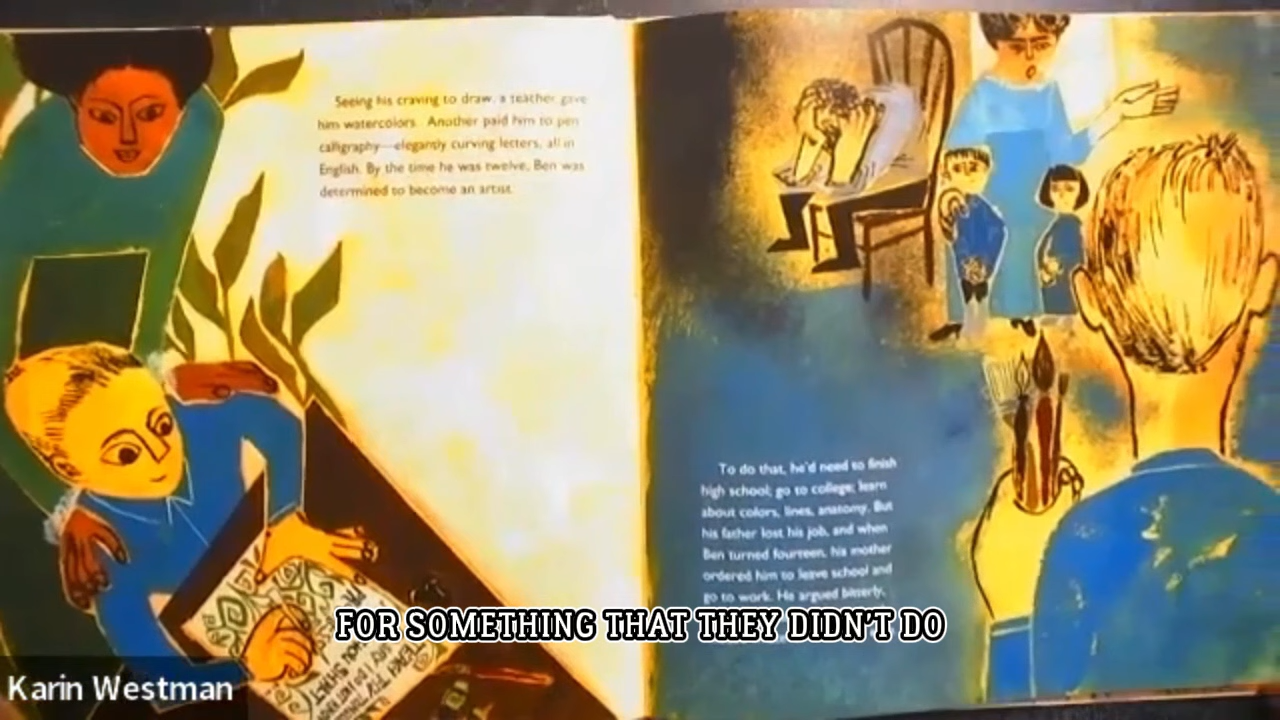 Seeing his craving to draw, a teacher gave
him watercolors. Another paid him to pen
calligraphy—elegantly curving letters, all in
English. By the time he was twelve, Ben was
determined to become an artist.
To do that, he'd need to finish
high school; go to college; learn
about colors, lines, anatomy. But
his father lost his job, and when
Ben turned fourteen, his mother
ordered him to leave school and
go to work. He argued bitterly.
FOR SOMETHING THAT THEY DIDN'T DO
Karin Westman